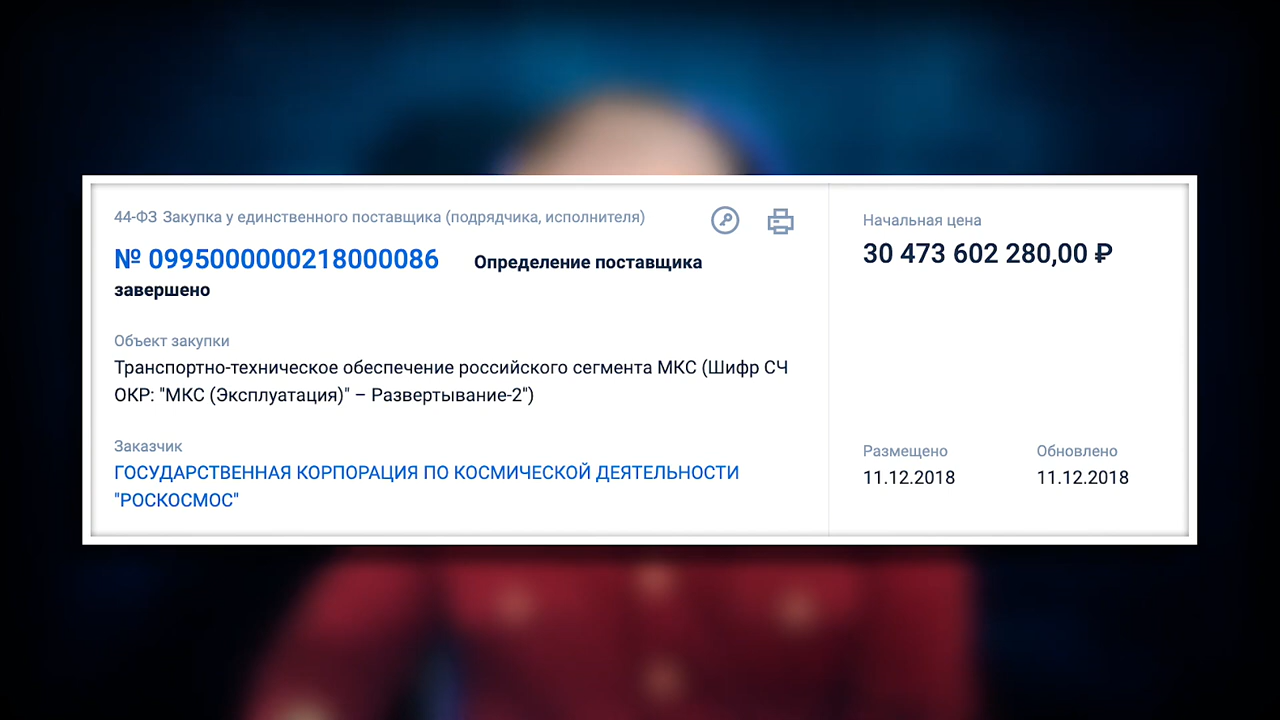 44-ФЗ Закупка у единственного поставщика (подрядчика, исполнителя)
№ 0995000000218000086 Определение поставщика
завершено
Объект закупки
Транспортно-техническое обеспечение российского сегмента МКС (Шифр СЧ
ОКР: "МКС (Эксплуатация)" – Развертывание-2")
Заказчик
ГОСУДАРСТВЕННАЯ КОРПОРАЦИЯ ПО КОСМИЧЕСКОЙ ДЕЯТЕЛЬНОСТИ
"РОСКОСМОС"
Начальная цена
30 473 602 280,00 ₽
Размещено Обновлено
11.12.2018 11.12.2018